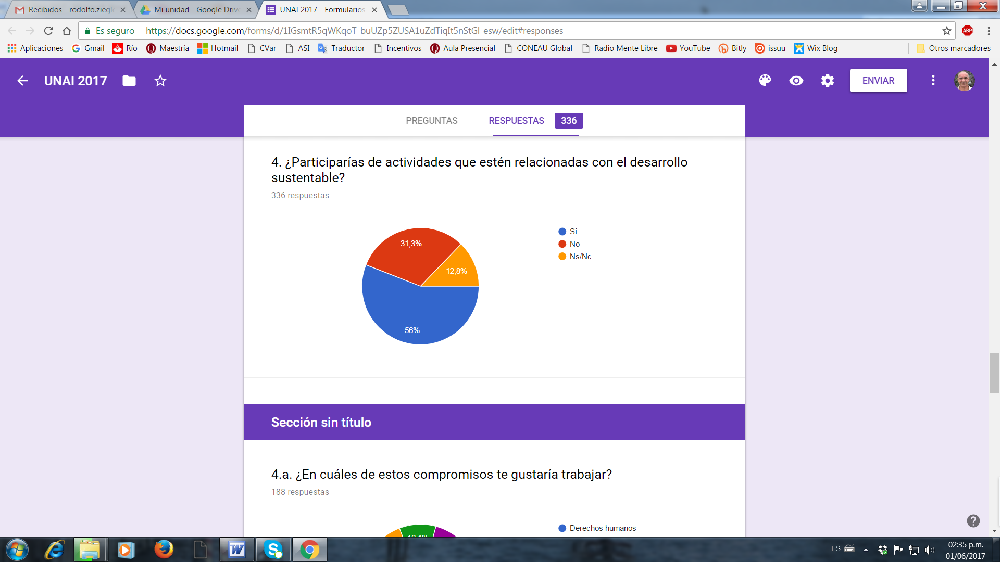 Recibidos - rodolfo.ziegle
Mi unidad - Google Drive
UNAI 2017 - Formularios
Es seguro
https://docs.google.com/forms/d/1IGsmtR5qWKqoT_buUZp5ZUSA1uZdTiqIt5nStGl-esw/edit#responses
ABP
Aplicaciones
Gmail
Río
Maestría
Hotmail
CVar
ASI
Traductor
Incentivos
Aula Presencial
CONEAU Global
Radio Mente Libre
YouTube
Bitly
issuu
Wix Blog
Otros marcadores
UNAI 2017
ENVIAR
PREGUNTAS
RESPUESTAS 336
4. ¿Participarías de actividades que estén relacionadas con el desarrollo
sustentable?
336 respuestas
31,3%
12,8%
56%
Sí
No
Ns/Nc
Sección sin título
4.a. ¿En cuáles de estos compromisos te gustaría trabajar?
188 respuestas
Derechos humanos
ES
02:35 p.m.
01/06/2017